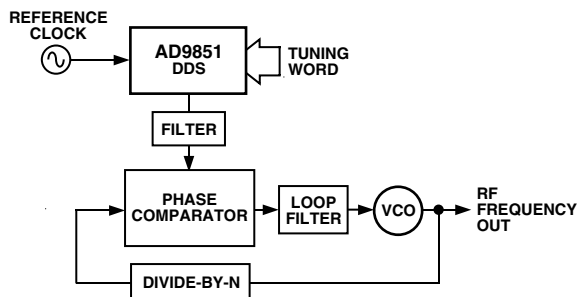 REFERENCE
CLOCK
AD9851
DDS
TUNING
WORD
FILTER
PHASE
COMPARATOR
LOOP
FILTER
VCO
RF
FREQUENCY
OUT
DIVIDE-BY-N